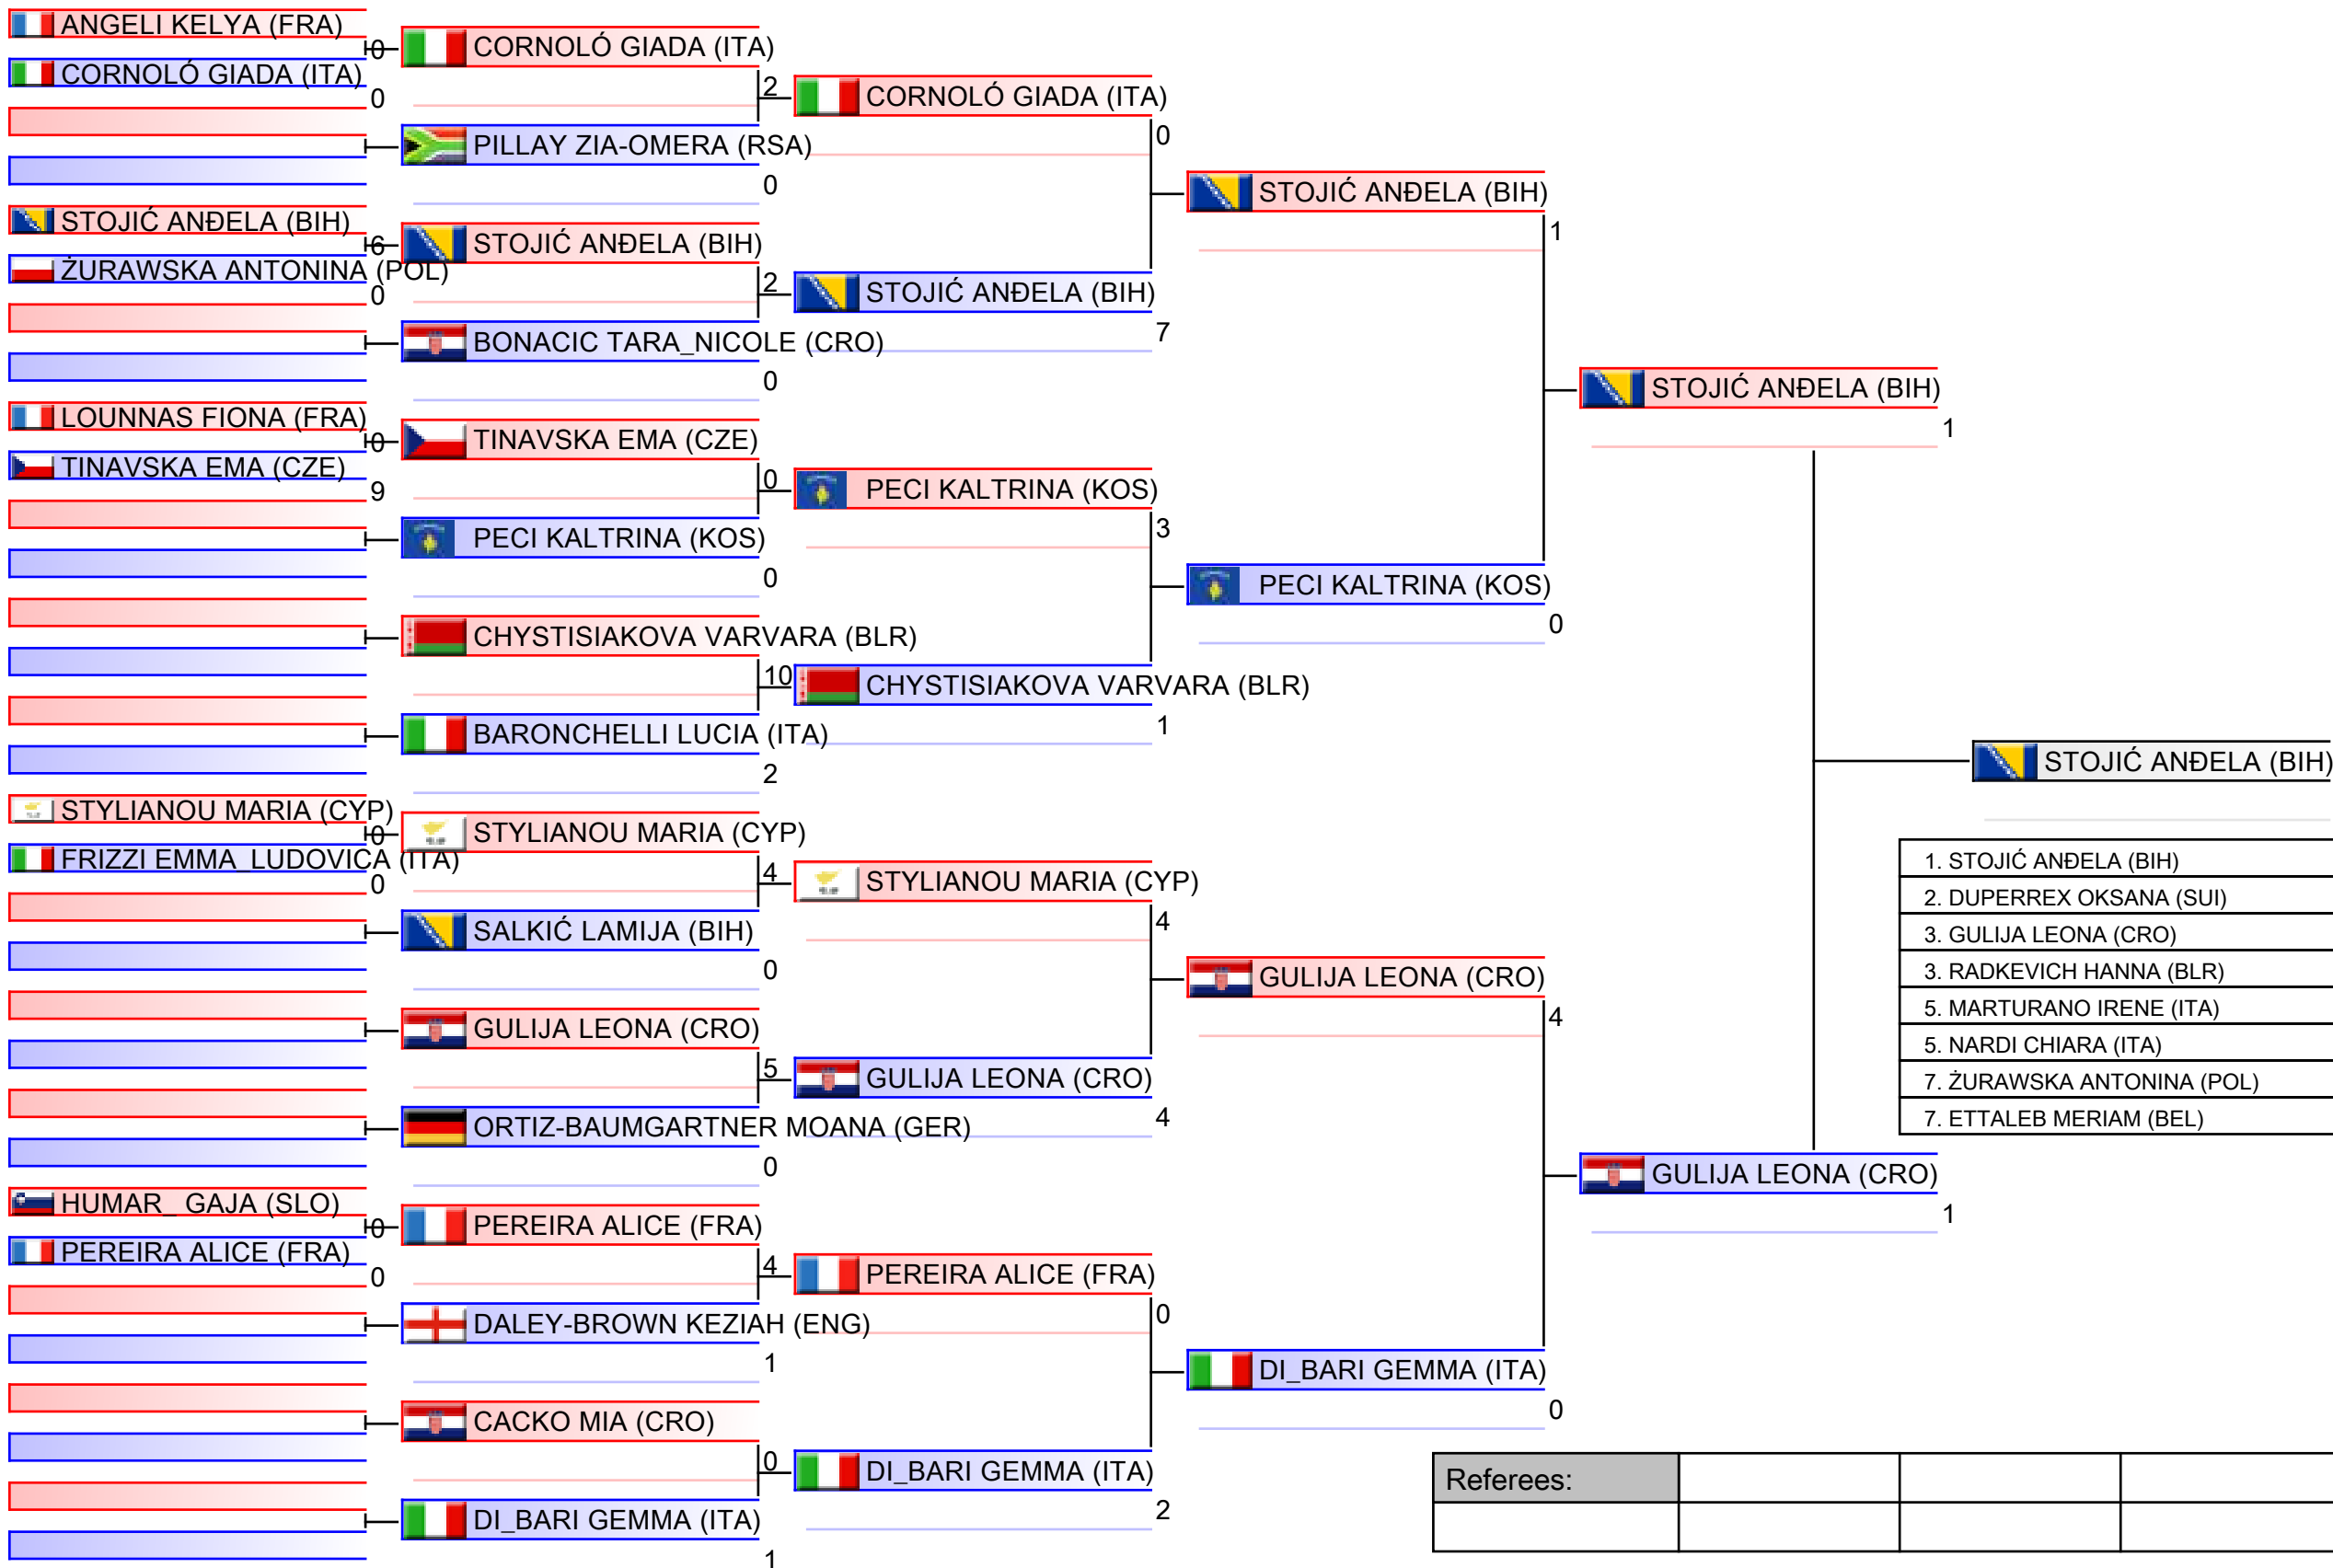 ANGELI KELYA (FRA)
0
CORNOLÓ GIADA (ITA)
0
STOJIĆ ANĐELA (BIH)
6
ŻURAWSKA ANTONINA (POL)
0
LOUNNAS FIONA (FRA)
0
TINAVSKA EMA (CZE)
9
STYLIANOU MARIA (CYP)
0
FRIZZI EMMA_LUDOVICA (ITA)
0
HUMAR_ GAJA (SLO)
0
PEREIRA ALICE (FRA)
0
CORNOLÓ GIADA (ITA)
2
PILLAY ZIA-OMERA (RSA)
0
STOJIĆ ANĐELA (BIH)
2
BONACIC TARA_NICOLE (CRO)
0
TINAVSKA EMA (CZE)
0
PECI KALTRINA (KOS)
0
CHYSTISIAKOVA VARVARA (BLR)
10
BARONCHELLI LUCIA (ITA)
2
STYLIANOU MARIA (CYP)
4
SALKIĆ LAMIJA (BIH)
0
GULIJA LEONA (CRO)
5
ORTIZ-BAUMGARTNER MOANA (GER)
0
PEREIRA ALICE (FRA)
4
DALEY-BROWN KEZIAH (ENG)
1
CACKO MIA (CRO)
0
DI_BARI GEMMA (ITA)
1
CORNOLÓ GIADA (ITA)
0
STOJIĆ ANĐELA (BIH)
7
PECI KALTRINA (KOS)
3
CHYSTISIAKOVA VARVARA (BLR)
1
STYLIANOU MARIA (CYP)
4
GULIJA LEONA (CRO)
4
PEREIRA ALICE (FRA)
0
DI_BARI GEMMA (ITA)
2
STOJIĆ ANĐELA (BIH)
1
PECI KALTRINA (KOS)
0
GULIJA LEONA (CRO)
4
DI_BARI GEMMA (ITA)
0
STOJIĆ ANĐELA (BIH)
1
GULIJA LEONA (CRO)
1
STOJIĆ ANĐELA (BIH)
1. STOJIĆ ANĐELA (BIH)
2. DUPERREX OKSANA (SUI)
3. GULIJA LEONA (CRO)
3. RADKEVICH HANNA (BLR)
5. MARTURANO IRENE (ITA)
5. NARDI CHIARA (ITA)
7. ŻURAWSKA ANTONINA (POL)
7. ETTALEB MERIAM (BEL)
Referees: